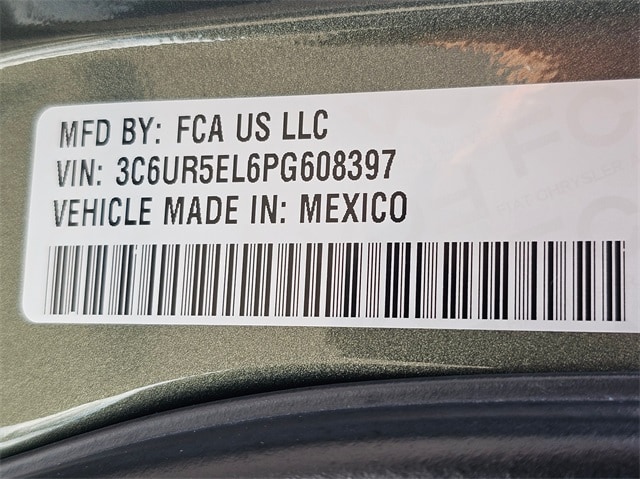 MFD BY: FCA US LLC
VIN: 3C6UR5EL6PG608397
VEHICLE MADE IN: MEXICO